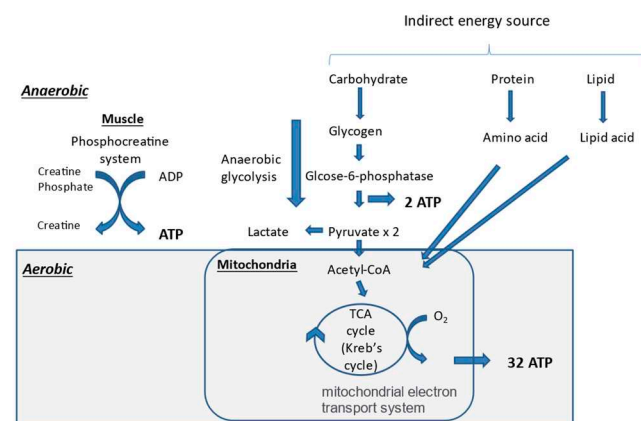 Indirect energy source
Carbohydrate
Protein
Lipid
Anaerobic
Muscle
Phosphocreatine
system
Creatine
Phosphate
ADP
Creatine
ATP
Anaerobic
glycolysis
Glycogen
Amino acid
Lipid acid
Glcose-6-phosphatase
2 ATP
Lactate
Pyruvate x 2
Aerobic
Mitochondria
Acetyl-CoA
TCA
cycle
(Kreb's
cycle)
O2
32 ATP
mitochondrial electron
transport system